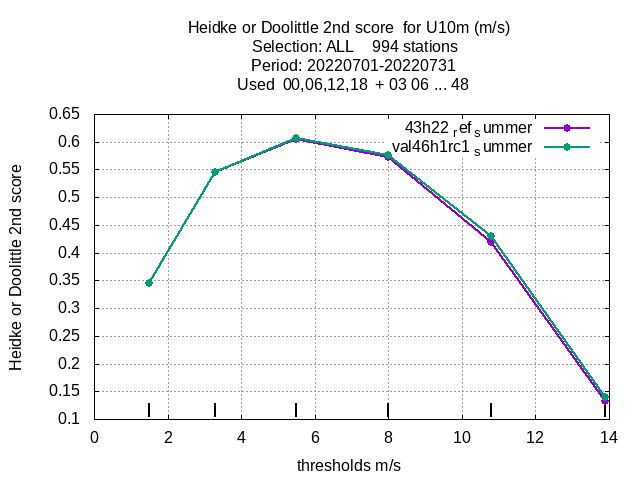 Heidke or Doolittle 2nd score  for U10m (m/s)
Selection: ALL    994 stations
Period: 20220701-20220731
Used  00,06,12,18  + 03 06 ... 48
0.65
0.6
0.55
0.5
0.45
0.4
0.35
0.3
0.25
0.2
0.15
0.1
Heidke or Doolittle 2nd score
43h22 refsummer
val46h1rc1 summer
0 2 4 6 8 10 12 14
thresholds m/s